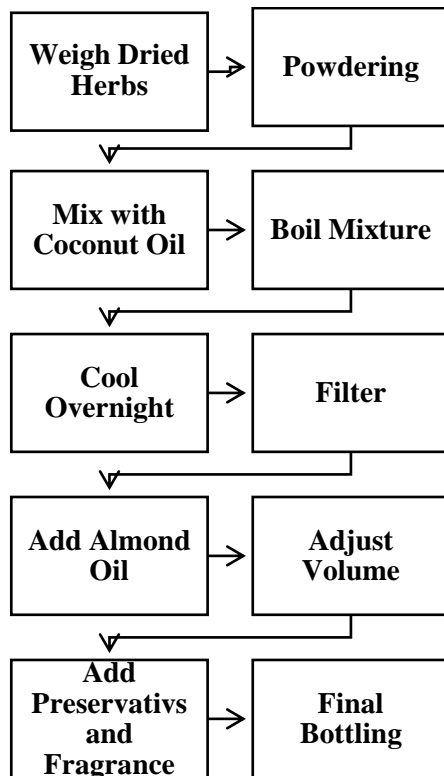 Weigh Dried
Herbs
Powdering
Mix with
Coconut Oil
Boil Mixture
Cool
Overnight
Filter
Add Almond
Oil
Adjust
Volume
Add
Preservativs
and
Fragrance
Final
Bottling